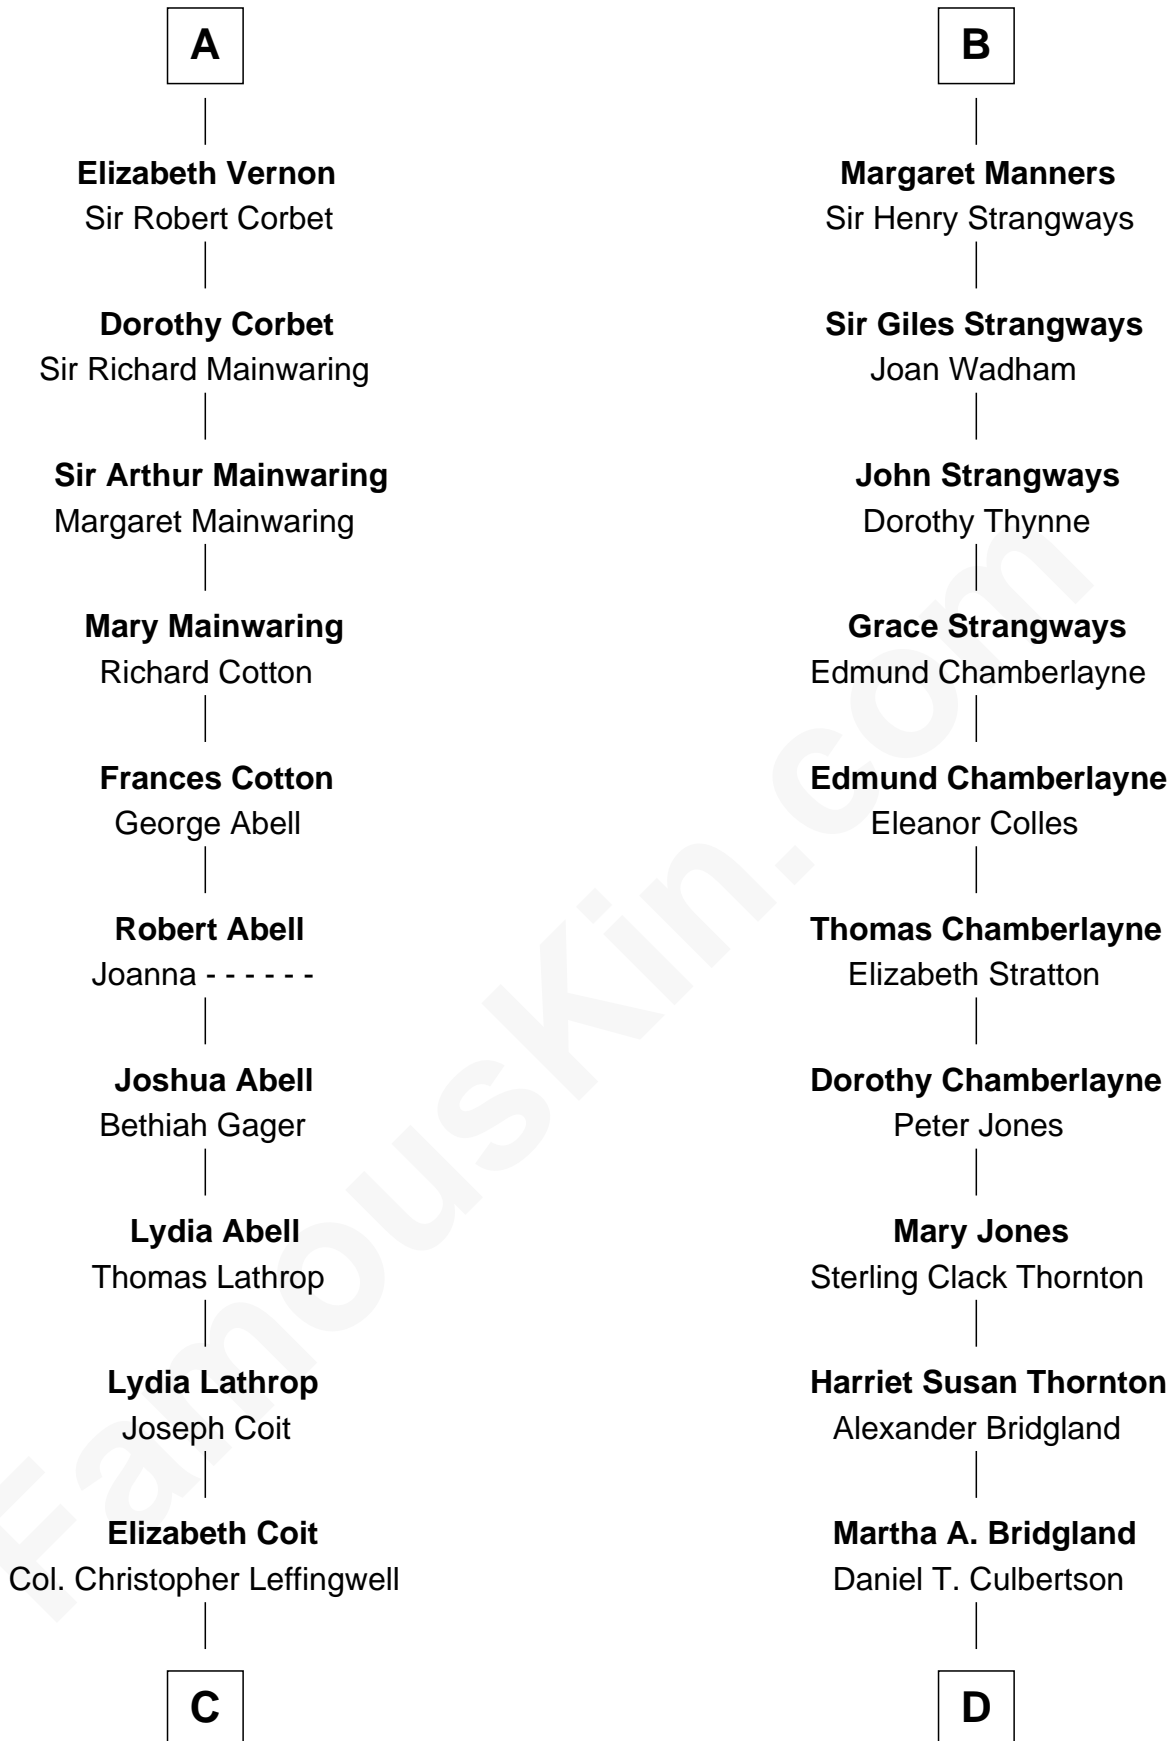 A
Elizabeth Vernon
Sir Robert Corbet
Dorothy Corbet
Sir Richard Mainwaring
Sir Arthur Mainwaring
Margaret Mainwaring
Mary Mainwaring
Richard Cotton
Frances Cotton
George Abell
Robert Abell
Joanna - - - - - -
Joshua Abell
Bethiah Gager
Lydia Abell
Thomas Lathrop
Lydia Lathrop
Joseph Coit
Elizabeth Coit
Col. Christopher Leffingwell
C
B
Margaret Manners
Sir Henry Strangways
Sir Giles Strangways
Joan Wadham
John Strangways
Dorothy Thynne
Grace Strangways
Edmund Chamberlayne
Edmund Chamberlayne
Eleanor Colles
Thomas Chamberlayne
Elizabeth Stratton
Dorothy Chamberlayne
Peter Jones
Mary Jones
Sterling Clack Thornton
Harriet Susan Thornton
Alexander Bridgland
Martha A. Bridgland
Daniel T. Culbertson
D
FamousKin.com